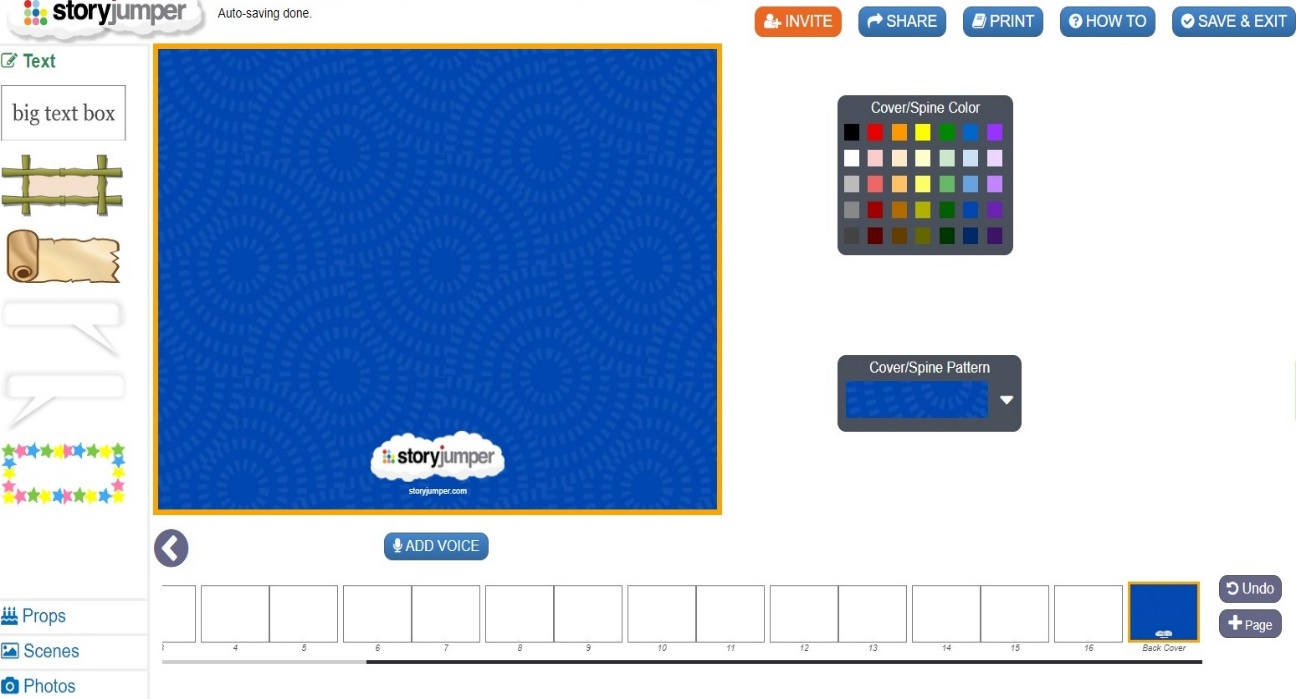 storyjumper
Auto-saving done.
INVITE
SHARE
PRINT
HOW TO
SAVE & EXIT
Text
big text box
Cover/Spine Color
Cover/Spine Pattern
storyjumper
storyjumper.com
ADD VOICE
Undo
Page
3 4 5 6 7 8 9 10 11 12 13 14 15 16 Back Cover
Props
Scenes
Photos